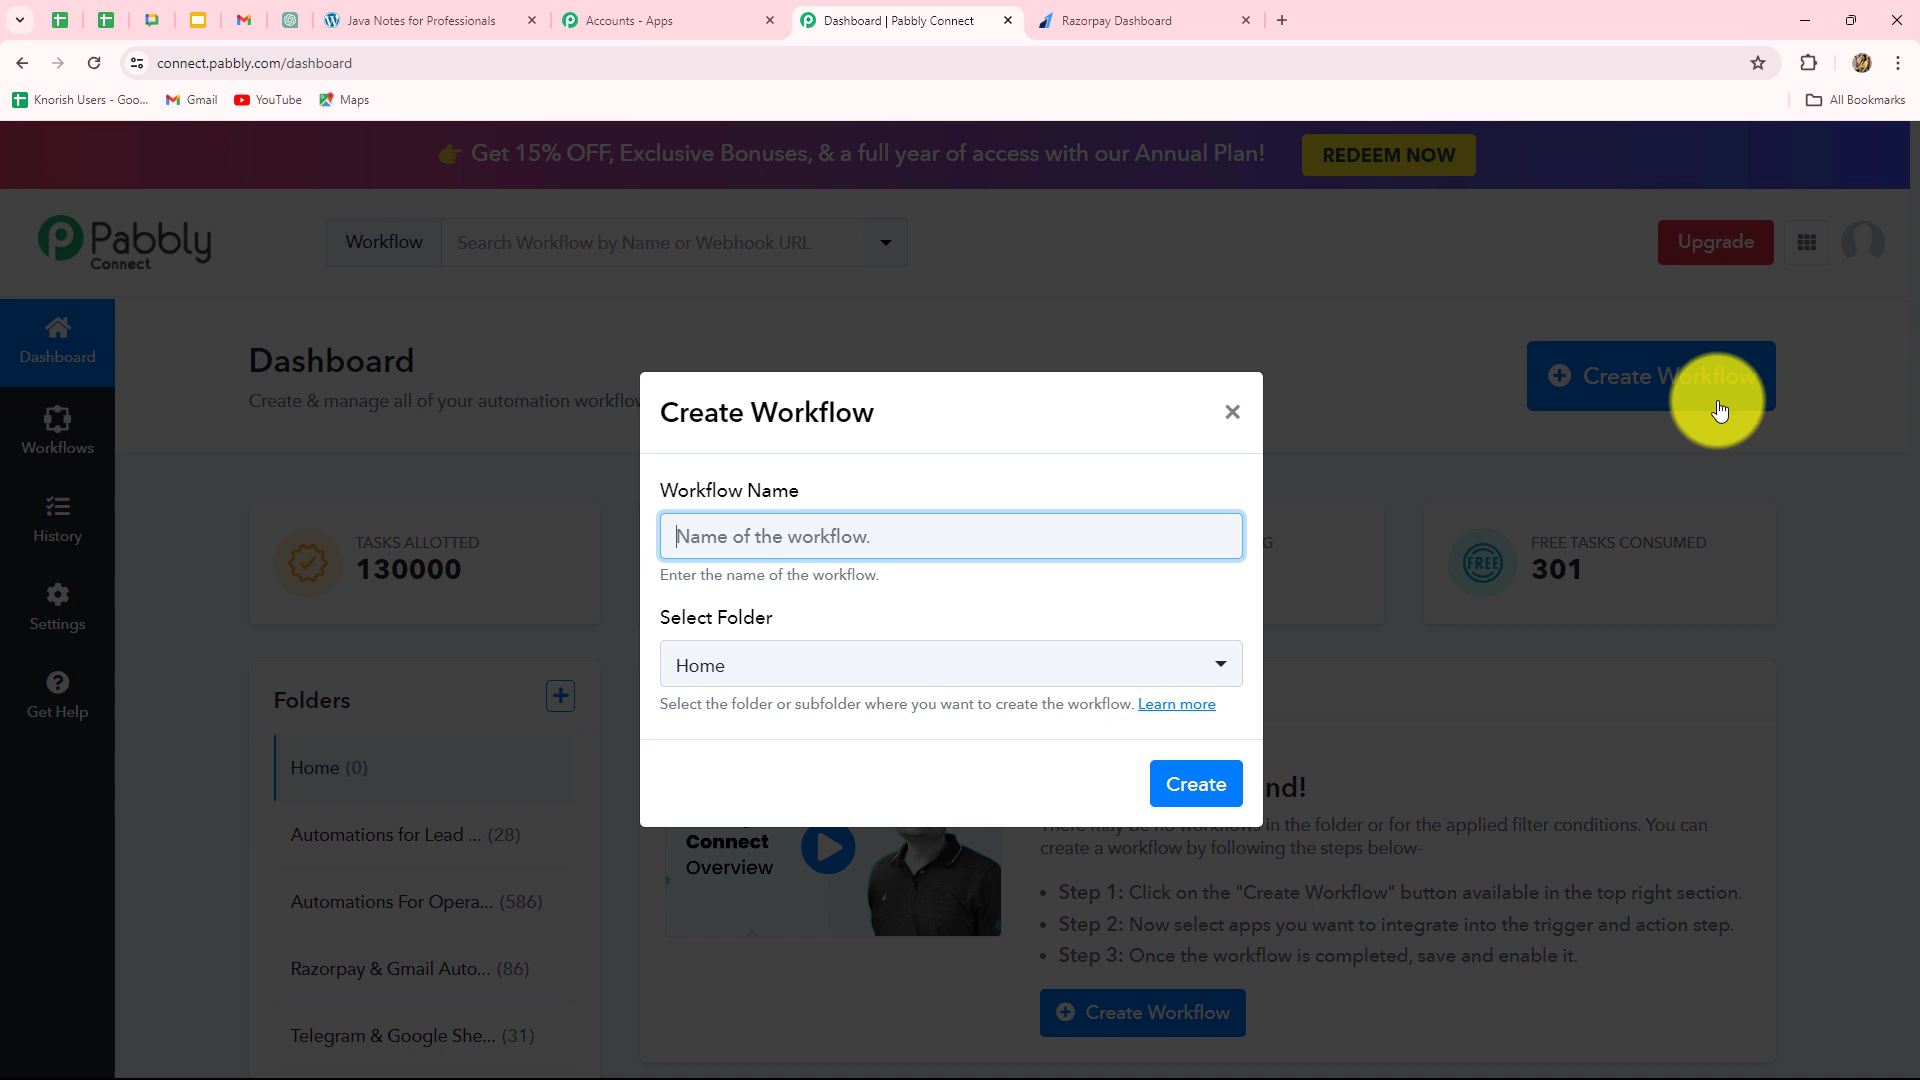 Java Notes for Professionals
Accounts - Apps
Dashboard | Pabbly Connect
Razorpay Dashboard
connect.pabbly.com/dashboard
Knorish Users - Goo...
Gmail
YouTube
Maps
All Bookmarks
Get 15% OFF, Exclusive Bonuses, & a full year of access with our Annual Plan!
REDEEM NOW
Pabbly
Connect
Workflow
Search Workflow by Name or Webhook URL
Upgrade
Dashboard
Workflows
History
Settings
Get Help
Dashboard
Create & manage all of your automation
Create Workflow
TASKS ALLOTTED
130000
G
FREE TASKS CONSUMED
FREE
301
Create Workflow
Workflow Name
Name of the workflow.
Enter the name of the workflow.
Select Folder
Home
Select the folder or subfolder where you want to create the workflow. Learn more
Create
Folders
Home (0)
Automations for Lead ... (28)
Automations For Opera... (586)
Razorpay & Gmail Auto... (86)
Telegram & Google She... (31)
Connect
Overview
nd!
in the folder or for the applied filter conditions. You can
create a workflow by following the steps below-
• Step 1: Click on the "Create Workflow" button available in the top right section.
• Step 2: Now select apps you want to integrate into the trigger and action step.
• Step 3: Once the workflow is completed, save and enable it.
Create Workflow